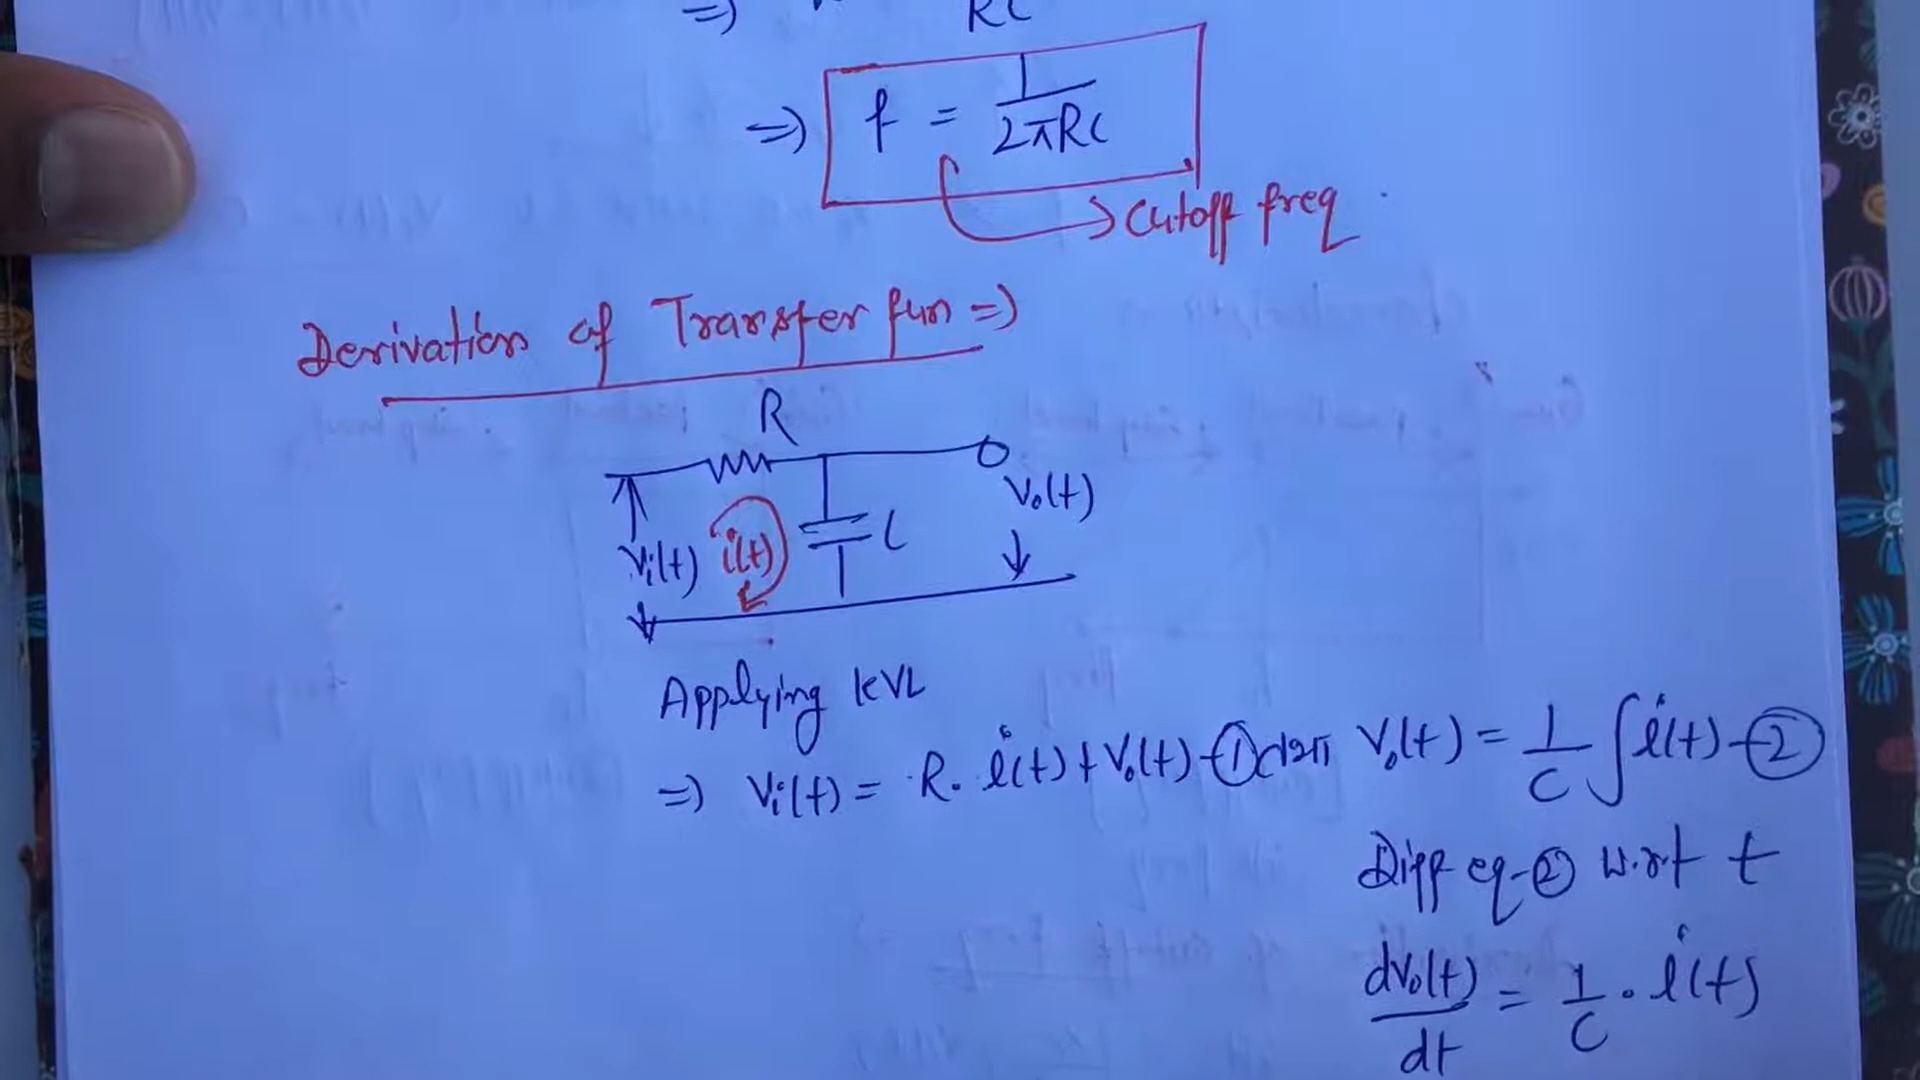 => RC
=> f = 1/2πRC
→ Cutoff freq
Derivation of Transfer fun =>
R
Vi(t) i(t) C Vo(t)
Applying KVL
=> Vi(t) = R. i(t) + Vo(t) - ① Vo(t) = 1/C ∫i(t) - ②
Diff eq-② w.r.t t
dVo(t)/dt = 1/C . i(t)